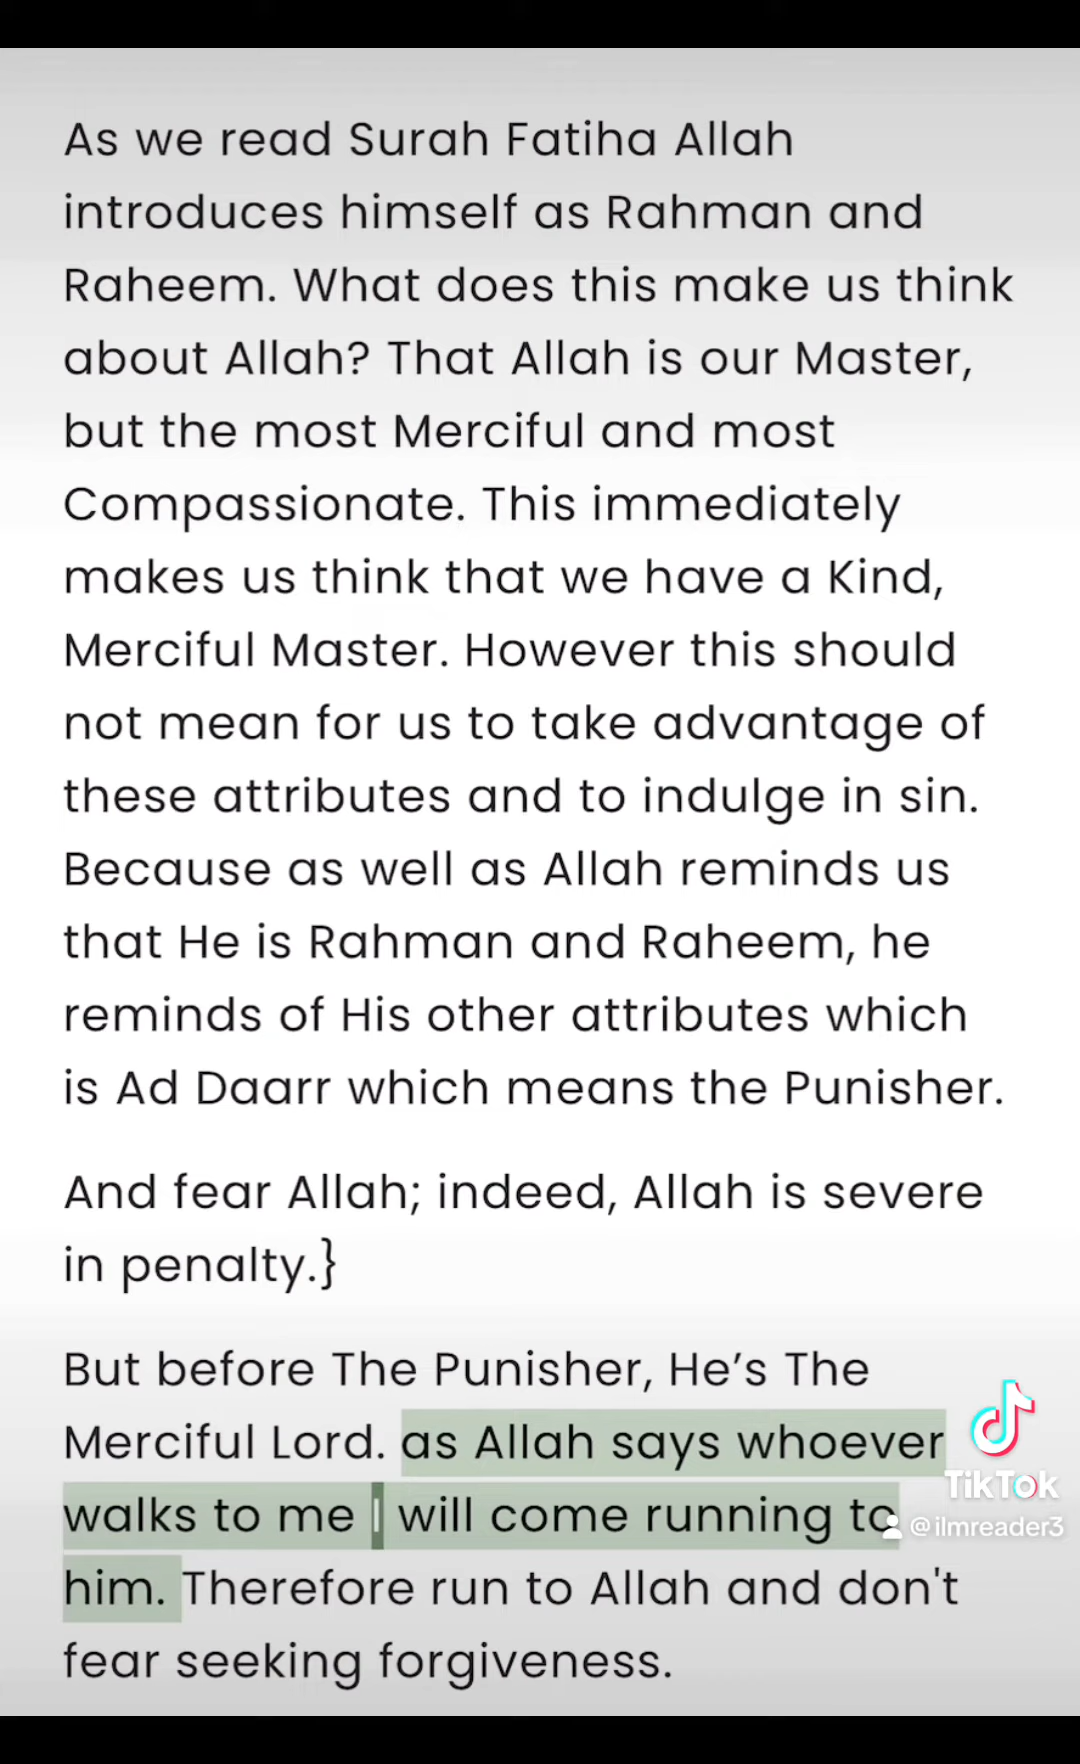 As we read Surah Fatiha Allah
introduces himself as Rahman and
Raheem. What does this make us think
about Allah? That Allah is our Master,
but the most Merciful and most
Compassionate. This immediately
makes us think that we have a Kind,
Merciful Master. However this should
not mean for us to take advantage of
these attributes and to indulge in sin.
Because as well as Allah reminds us
that He is Rahman and Raheem, he
reminds of His other attributes which
is Ad Daarr which means the Punisher.
And fear Allah; indeed, Allah is severe
in penalty.}
But before The Punisher, He’s The
Merciful Lord. as Allah says whoever
walks to me I will come running to
him. Therefore run to Allah and don't
fear seeking forgiveness.
TikTok
@ilmreader3